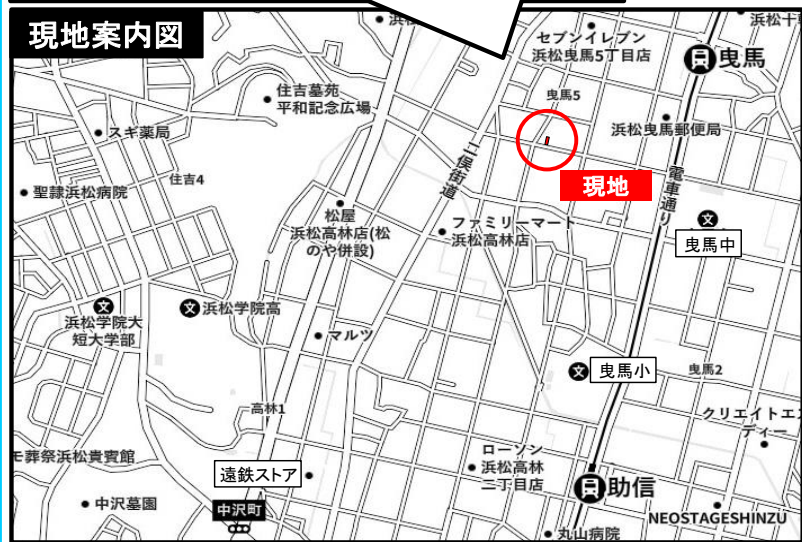 現地案内図
浜松十
セブンイレブン
浜松曳馬5丁目店
曳馬
曳馬5
住吉墓苑
平和記念広場
浜松曳馬郵便局
スギ薬局
二俣街道
現地
電車通り
住吉4
聖隷浜松病院
松屋
浜松高林店(松
のや併設)
ファミリーマート
浜松高林店
曳馬中
浜松学院大
短大学部
浜松学院高
マルツ
曳馬小
曳馬2
高林1
クリエイトエス
ディー
モ葬祭浜松貴賓館
遠鉄ストア
ローソン
浜松高林
二丁目店
助信
中沢墓園
中沢町
NEOSTAGESHINZU
丸山病院